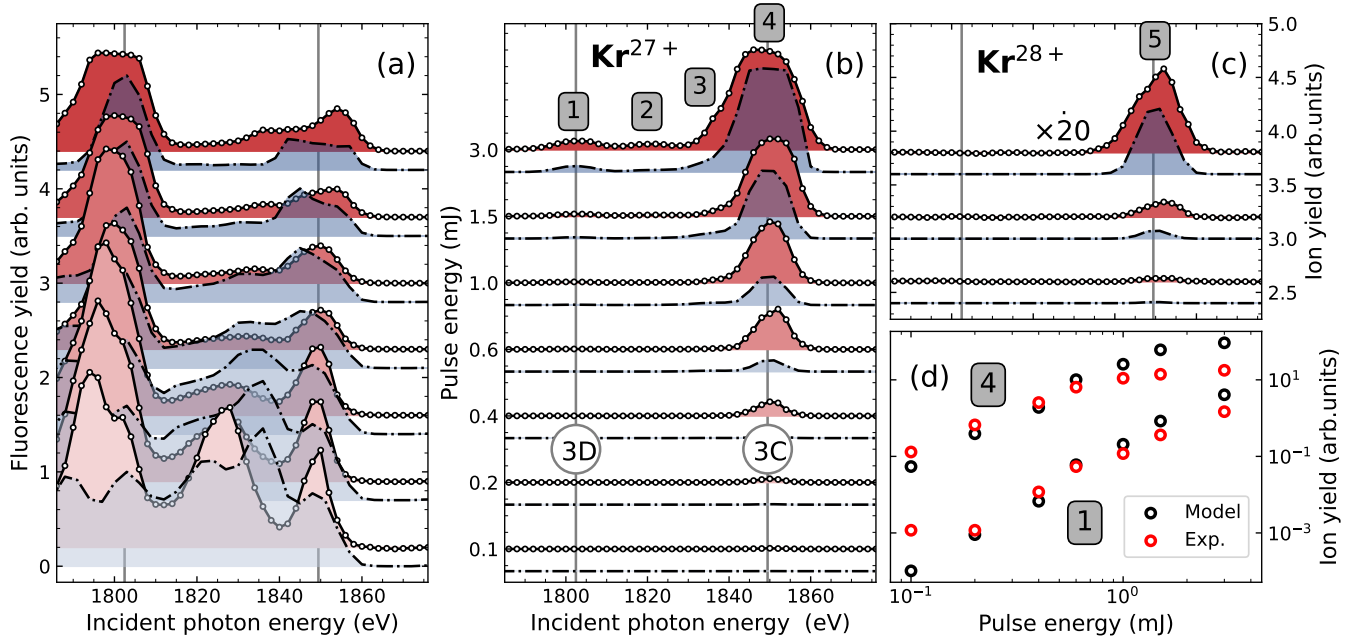 Fluorescence yield (arb. units)
5
4
3
2
1
0
1800
1820
1840
1860
Incident photon energy (eV)
(a)
Pulse energy (mJ)
3.0
1.5
1.0
0.6
0.4
0.3
0.2
0.1
Kr27+
(b)
1
2
3
4
3D
3C
1800
1820
1840
1860
Incident photon energy (eV)
Kr28+
(c)
5
×20
5.0
4.5
4.0
3.5
3.0
2.5
Ion yield (arb.units)
(d)
4
1
Model
Exp.
10^1
10^−1
10^−3
Ion yield (arb.units)
10^−1
10^0
Pulse energy (mJ)